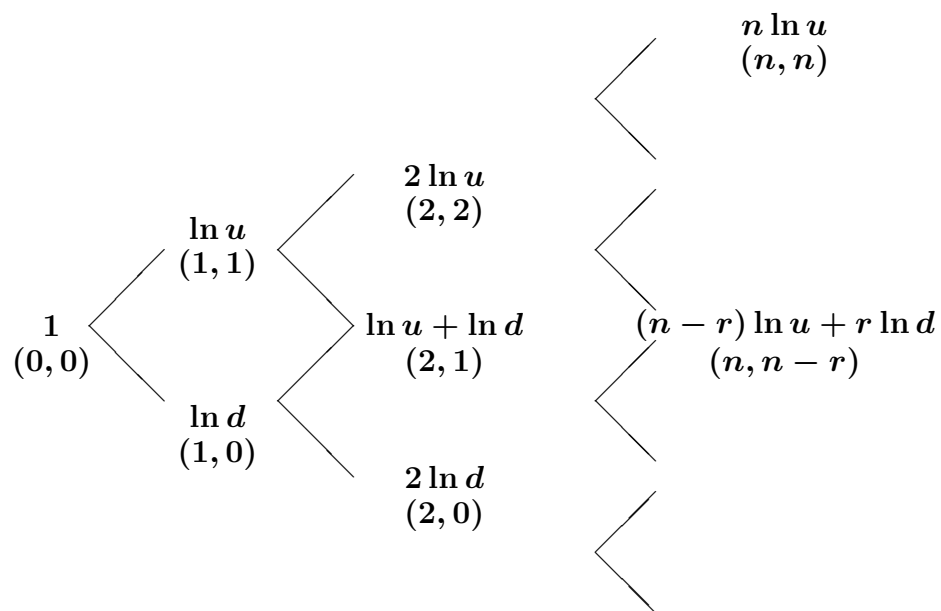 n ln u
(n, n)
2 ln u
(2, 2)
ln u
(1, 1)
1
(0, 0)
ln u + ln d
(2, 1)
(n − r) ln u + r ln d
(n, n − r)
ln d
(1, 0)
2 ln d
(2, 0)